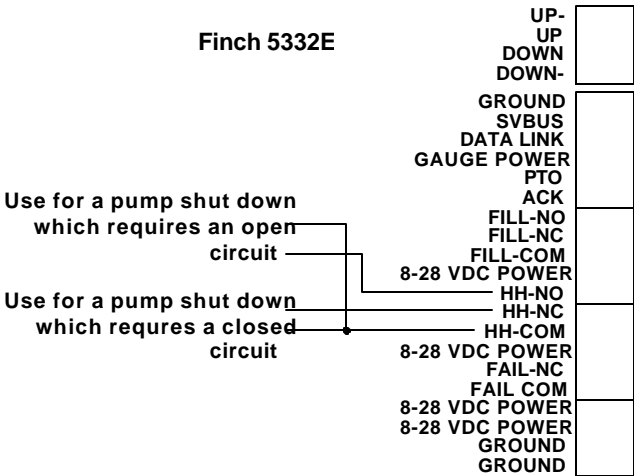 Finch 5332E
UP-
UP
DOWN
DOWN-
GROUND
SVBUS
DATA LINK
GAUGE POWER
PTO
ACK
FILL-NO
FILL-NC
FILL-COM
8-28 VDC POWER
HH-NO
HH-NC
HH-COM
8-28 VDC POWER
FAIL-NC
FAIL COM
8-28 VDC POWER
8-28 VDC POWER
GROUND
GROUND
Use for a pump shut down
which requires an open
circuit
Use for a pump shut down
which requres a closed
circuit